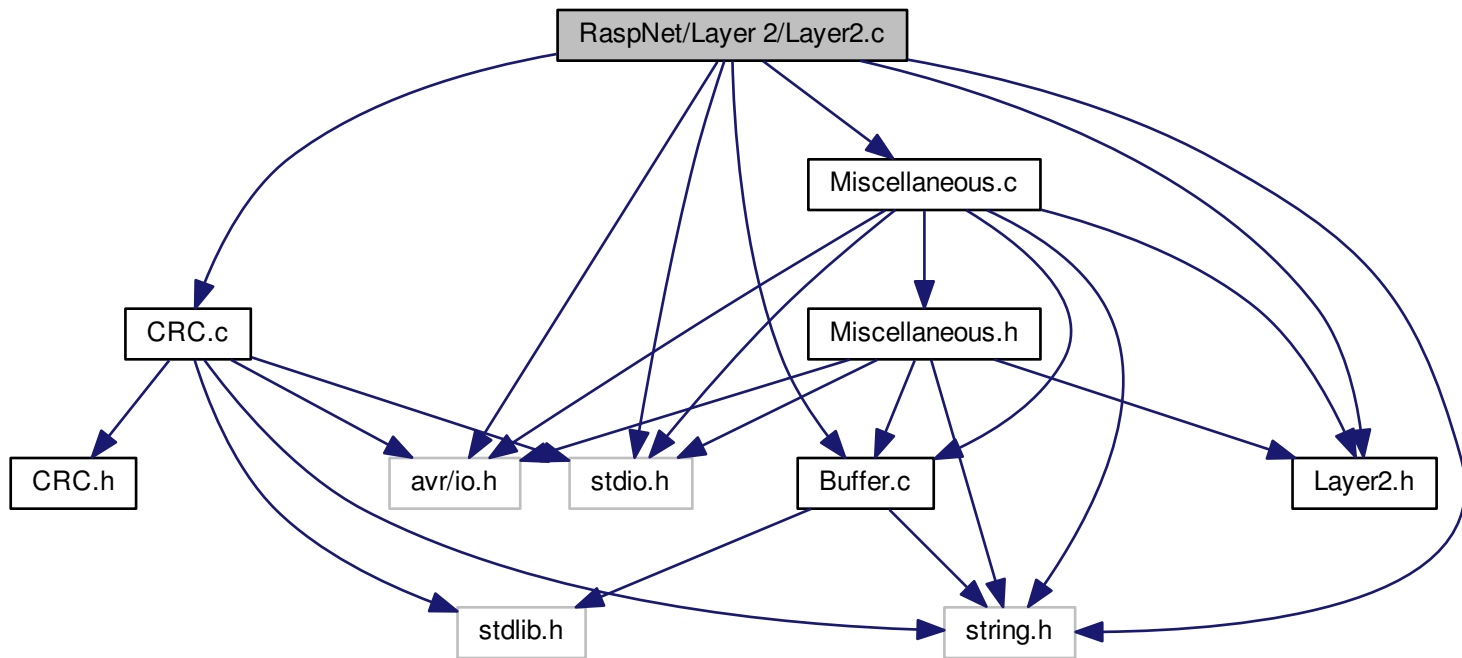 RaspNet/Layer 2/Layer2.c
Miscellaneous.c
CRC.c
Miscellaneous.h
CRC.h
avr/io.h
stdio.h
Buffer.c
Layer2.h
stdlib.h
string.h